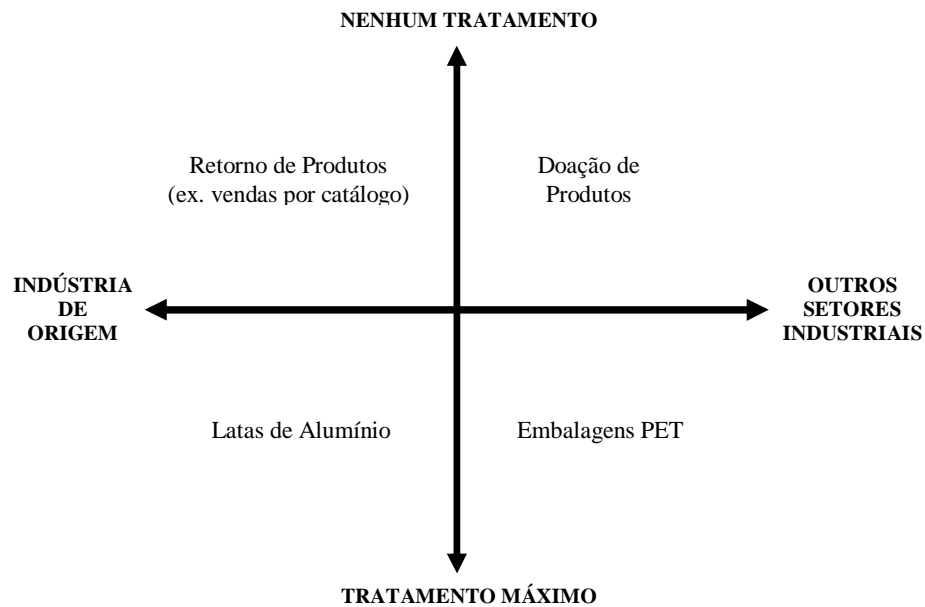 NENHUM TRATAMENTO
Retorno de Produtos
(ex. vendas por catálogo)
Doação de
Produtos
INDÚSTRIA
DE
ORIGEM
OUTROS
SETORES
INDUSTRIAIS
Latas de Alumínio
Embalagens PET
TRATAMENTO MÁXIMO